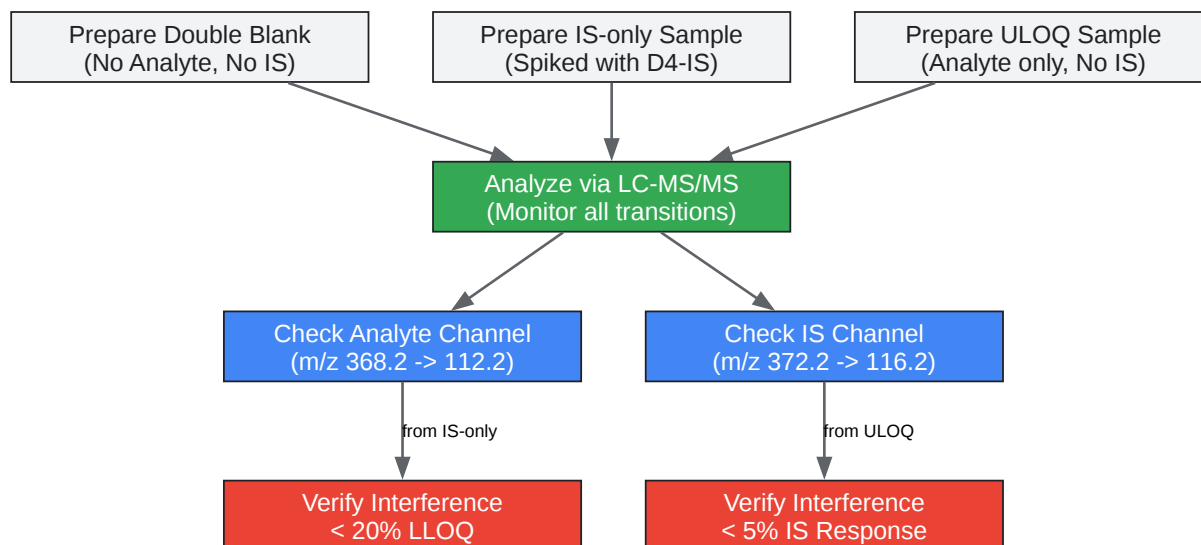 Prepare Double Blank
(No Analyte, No IS)
Prepare IS-only Sample
(Spiked with D4-IS)
Prepare ULOQ Sample
(Analyte only, No IS)
Analyze via LC-MS/MS
(Monitor all transitions)
Check Analyte Channel
(m/z 368.2 -> 112.2)
Check IS Channel
(m/z 372.2 -> 116.2)
from IS-only
from ULOQ
Verify Interference
< 20% LLOQ
Verify Interference
< 5% IS Response